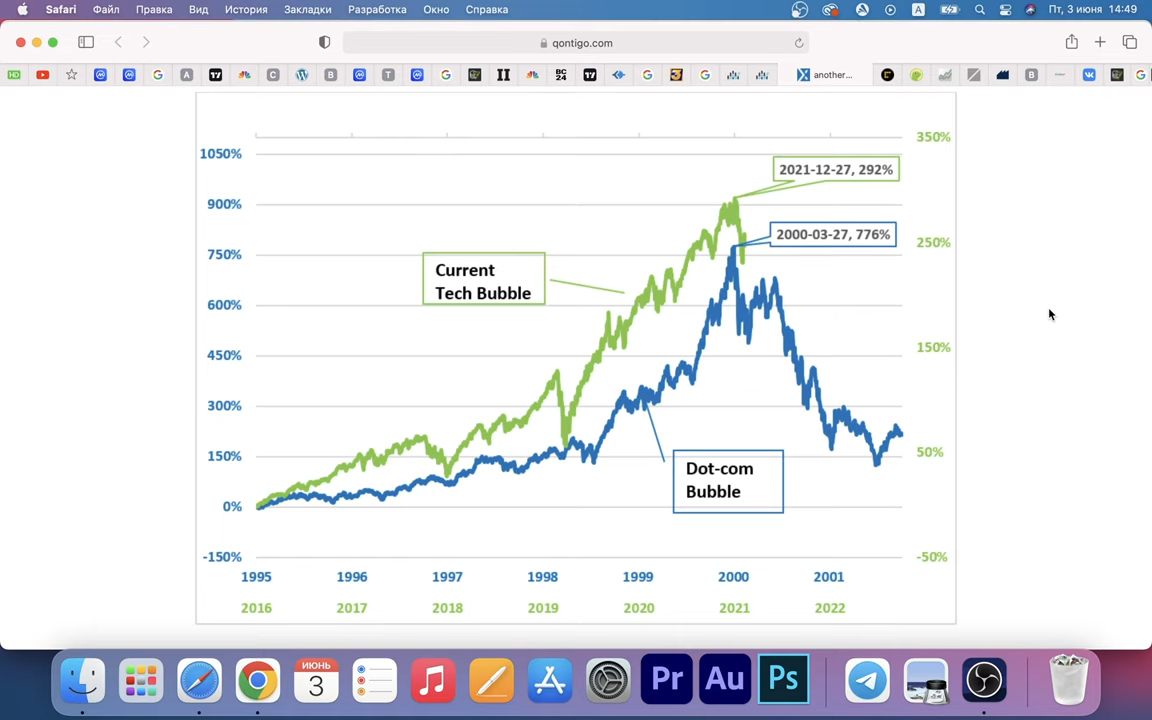 Safari Файл Правка Вид История Закладки Разработка Окно Справка A Пт, 3 июня 14:49
qontigo.com
another...
1050%
900%
750%
600%
450%
300%
150%
0%
-150%
350%
250%
150%
50%
-50%
2021-12-27, 292%
2000-03-27, 776%
Current
Tech Bubble
Dot-com
Bubble
1995 1996 1997 1998 1999 2000 2001
2016 2017 2018 2019 2020 2021 2022
ИЮНЬ
3
Pr Au Ps